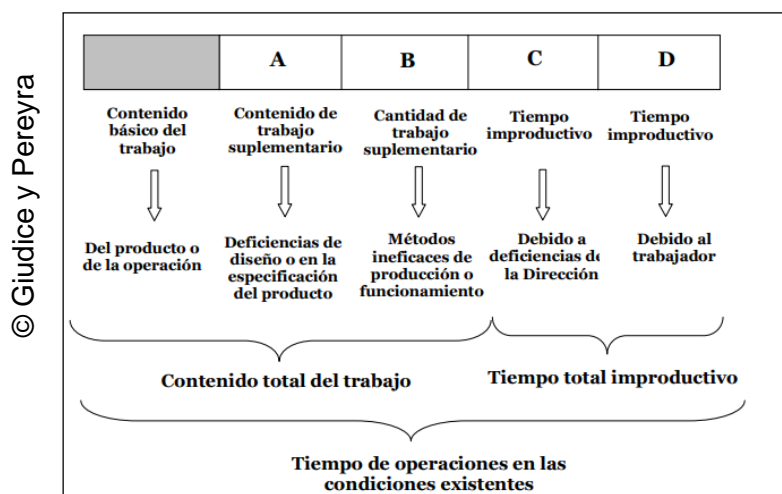 © Giudice y Pereyra
A
B
C
D
Contenido
básico del
trabajo
Contenido de
trabajo
suplementario
Cantidad de
trabajo
suplementario
Tiempo
improductivo
Tiempo
improductivo
Del producto o
de la operación
Deficiencias de
diseño o en la
especificación
del producto
Métodos
ineficaces de
producción o
funcionamiento
Debido a
deficiencias de
la Dirección
Debido al
trabajador
Contenido total del trabajo
Tiempo total improductivo
Tiempo de operaciones en las
condiciones existentes